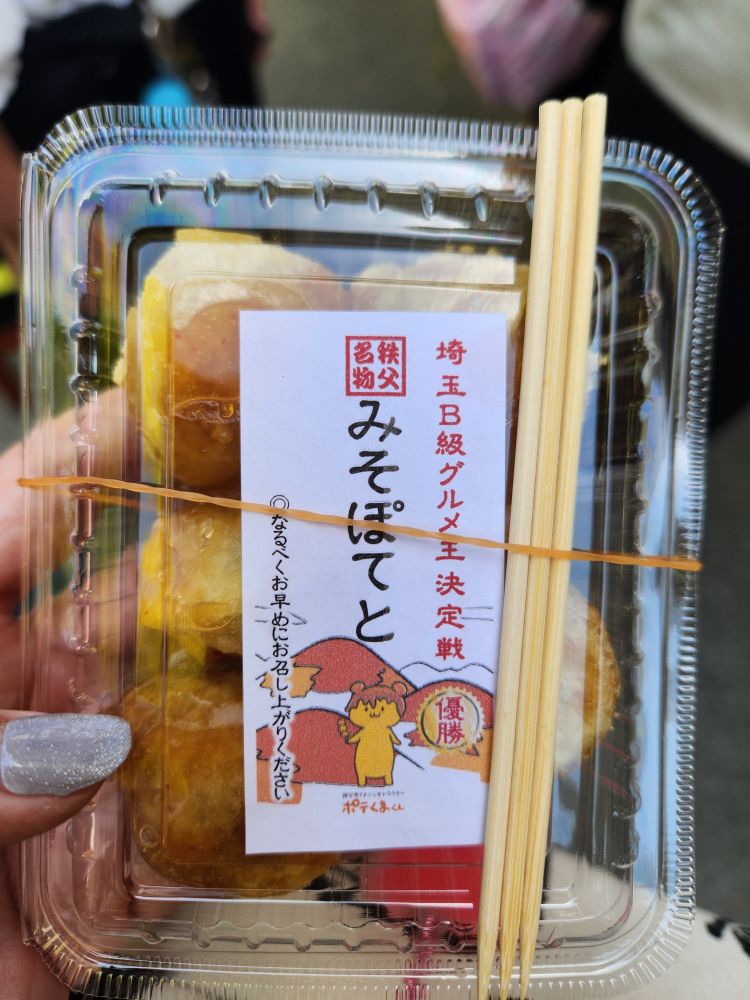 埼玉B級グルメ王決定戦
優勝
秩父名物
みそぽてと
◎なるべくお早めにお召し上がりください
ポテくまくん